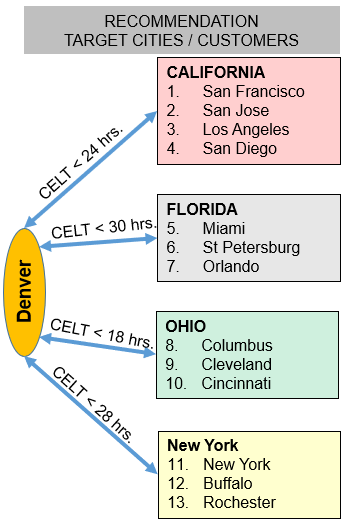 RECOMMENDATION
TARGET CITIES / CUSTOMERS
Denver
CELT < 24 hrs.
CALIFORNIA
1. San Francisco
2. San Jose
3. Los Angeles
4. San Diego
CELT < 30 hrs.
FLORIDA
5. Miami
6. St Petersburg
7. Orlando
CELT < 18 hrs.
OHIO
8. Columbus
9. Cleveland
10. Cincinnati
CELT < 28 hrs.
New York
11. New York
12. Buffalo
13. Rochester